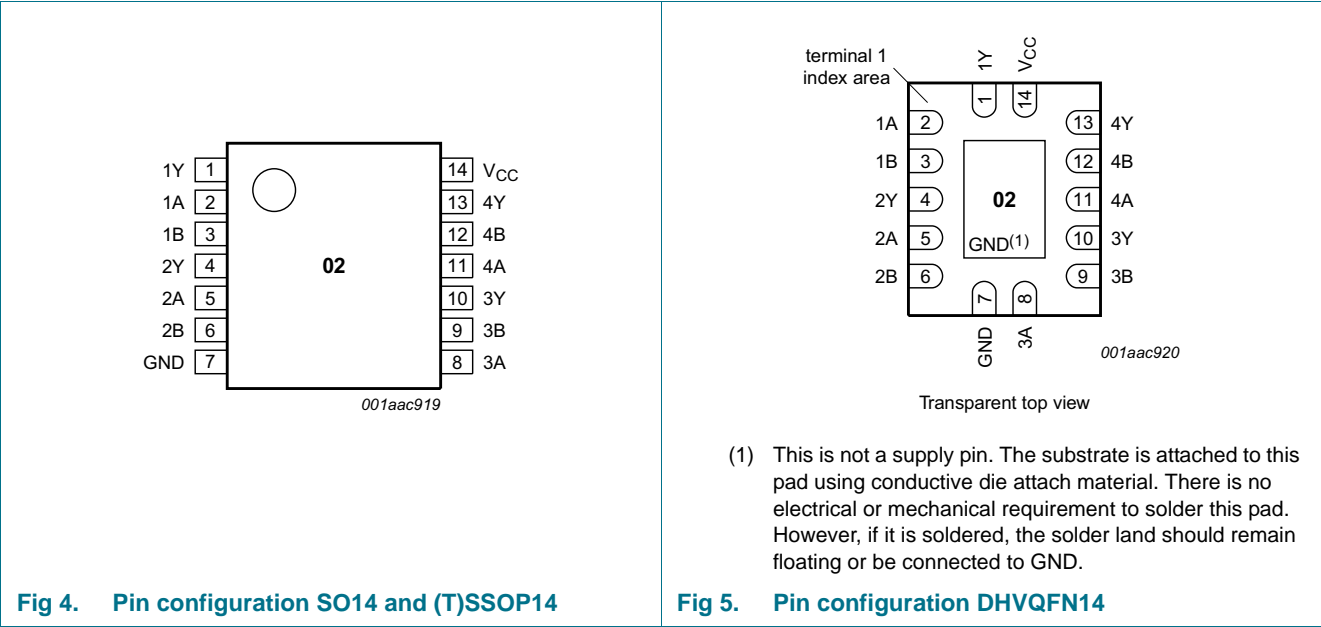 1Y 1
1A 2
1B 3
2Y 4
2A 5
2B 6
GND 7
02
14 VCC
13 4Y
12 4B
11 4A
10 3Y
9 3B
8 3A
001aac919
Fig 4. Pin configuration SO14 and (T)SSOP14
terminal 1
index area
1Y
VCC
1
14
1A 2
1B 3
2Y 4
2A 5
2B 6
02
GND(1)
13 4Y
12 4B
11 4A
10 3Y
9 3B
7
8
GND
3A
001aac920
Transparent top view
(1) This is not a supply pin. The substrate is attached to this
pad using conductive die attach material. There is no
electrical or mechanical requirement to solder this pad.
However, if it is soldered, the solder land should remain
floating or be connected to GND.
Fig 5. Pin configuration DHVQFN14